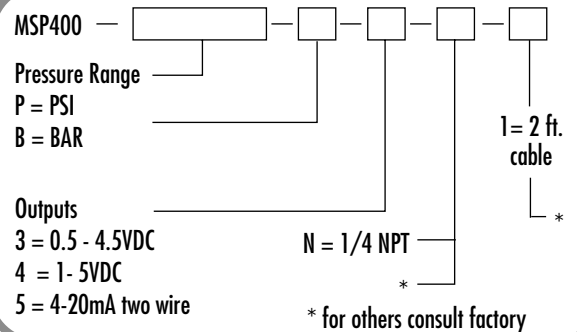 MSP400 — — — — —
Pressure Range
P = PSI
B = BAR
1= 2 ft.
cable
*
Outputs
3 = 0.5 - 4.5VDC
4 = 1- 5VDC
5 = 4-20mA two wire
N = 1/4 NPT
*
* for others consult factory